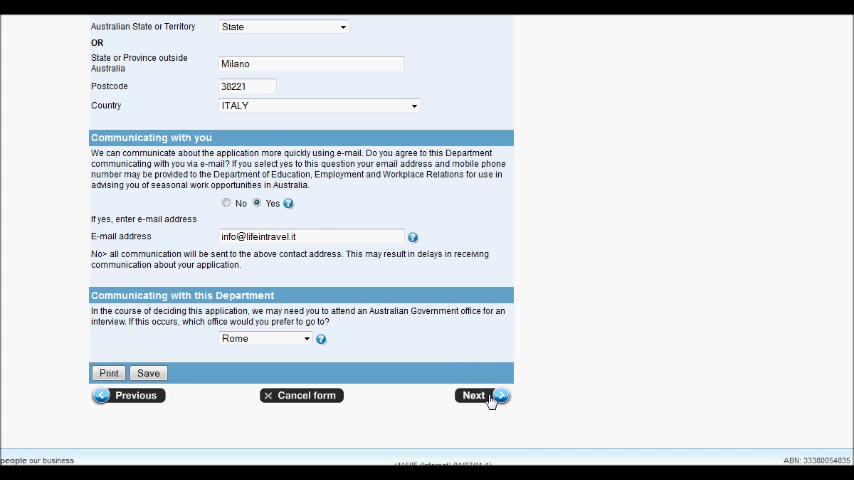 Australian State or Territory State
OR
State or Province outside
Australia Milano
Postcode 38221
Country ITALY
Communicating with you
We can communicate about the application more quickly using e-mail. Do you agree to this Department
communicating with you via e-mail? If you select yes to this question your email address and mobile phone
number may be provided to the Department of Education, Employment and Workplace Relations for use in
advising you of seasonal work opportunities in Australia.
No Yes ?
If yes, enter e-mail address
E-mail address info@lifeintravel.it ?
No> all communication will be sent to the above contact address. This may result in delays in receiving
communication about your application.
Communicating with this Department
In the course of deciding this application, we may need you to attend an Australian Government office for an
interview. If this occurs, which office would you prefer to go to?
Rome ?
Print Save
Previous Cancel form Next
people our business ABN: 33380054835